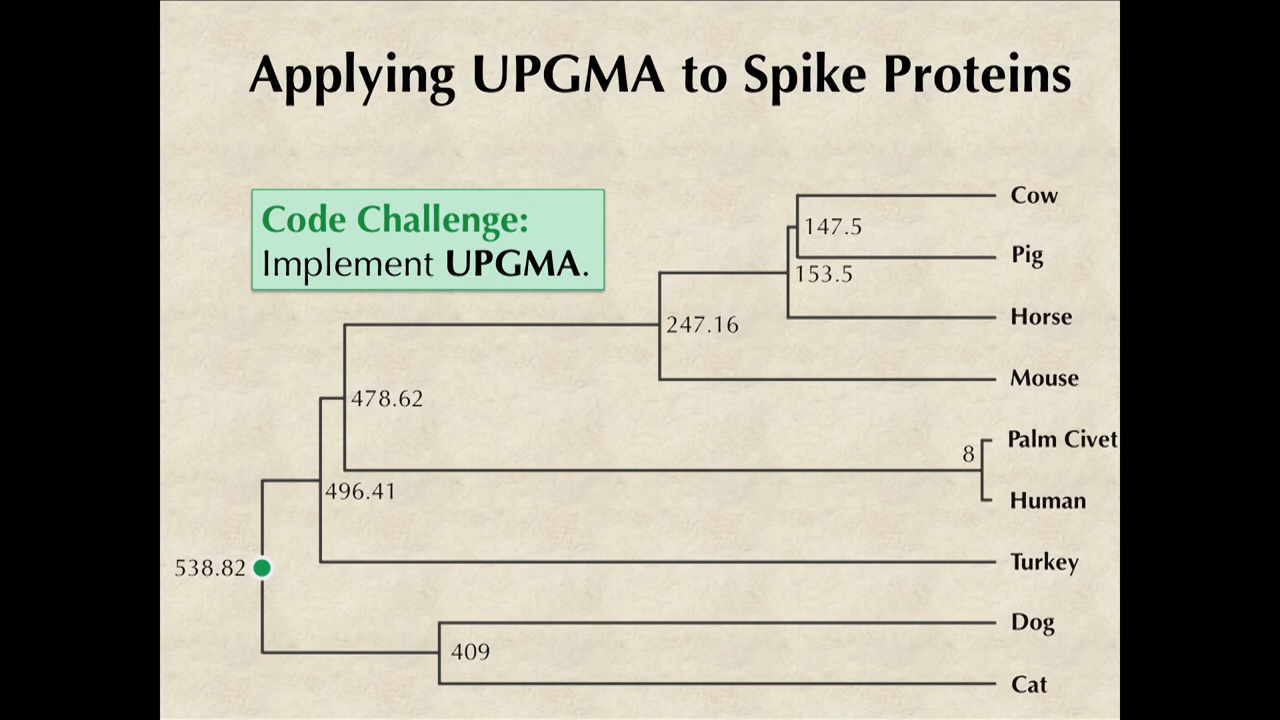 Applying UPGMA to Spike Proteins
Code Challenge:
Implement UPGMA.
Cow
147.5
Pig
153.5
Horse
247.16
Mouse
478.62
Palm Civet
8
Human
496.41
Turkey
538.82
Dog
409
Cat